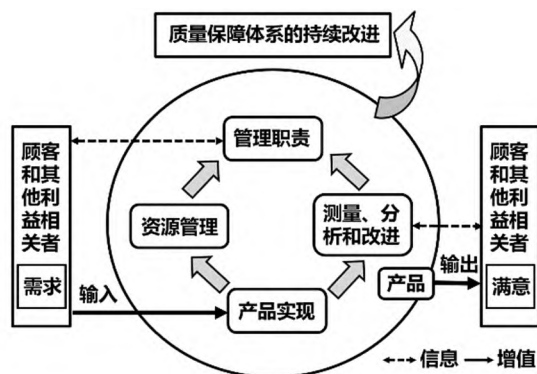 质量保障体系的持续改进
管理职责
顾客
和其
他利
益相
关者
需求
输入
资源管理
测量、分
析和改进
产品实现
产品
输出
顾客
和其
他利
益相
关者
满意
信息
增值